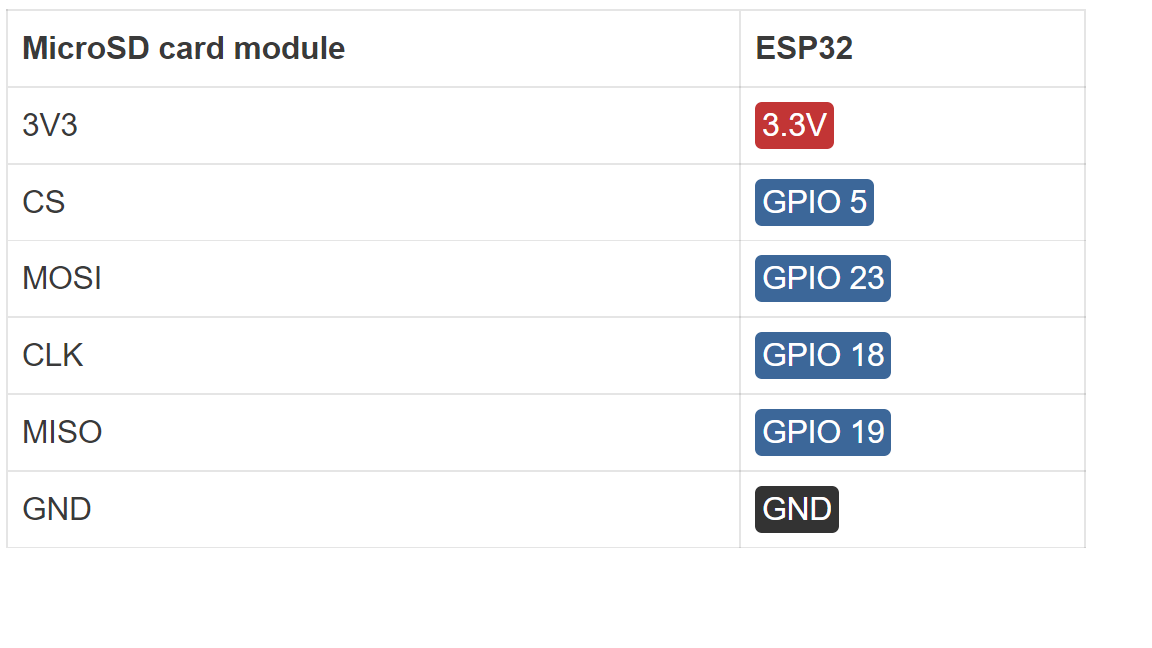 MicroSD card module ESP32
3V3 3.3V
CS GPIO 5
MOSI GPIO 23
CLK GPIO 18
MISO GPIO 19
GND GND